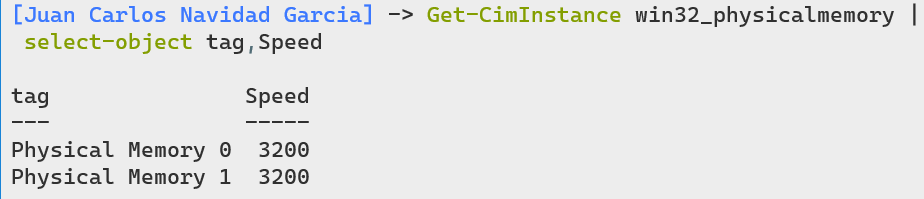 [Juan Carlos Navidad Garcia] -> Get-CimInstance win32_physicalmemory |
select-object tag,Speed
tag Speed
--- -----
Physical Memory 0 3200
Physical Memory 1 3200